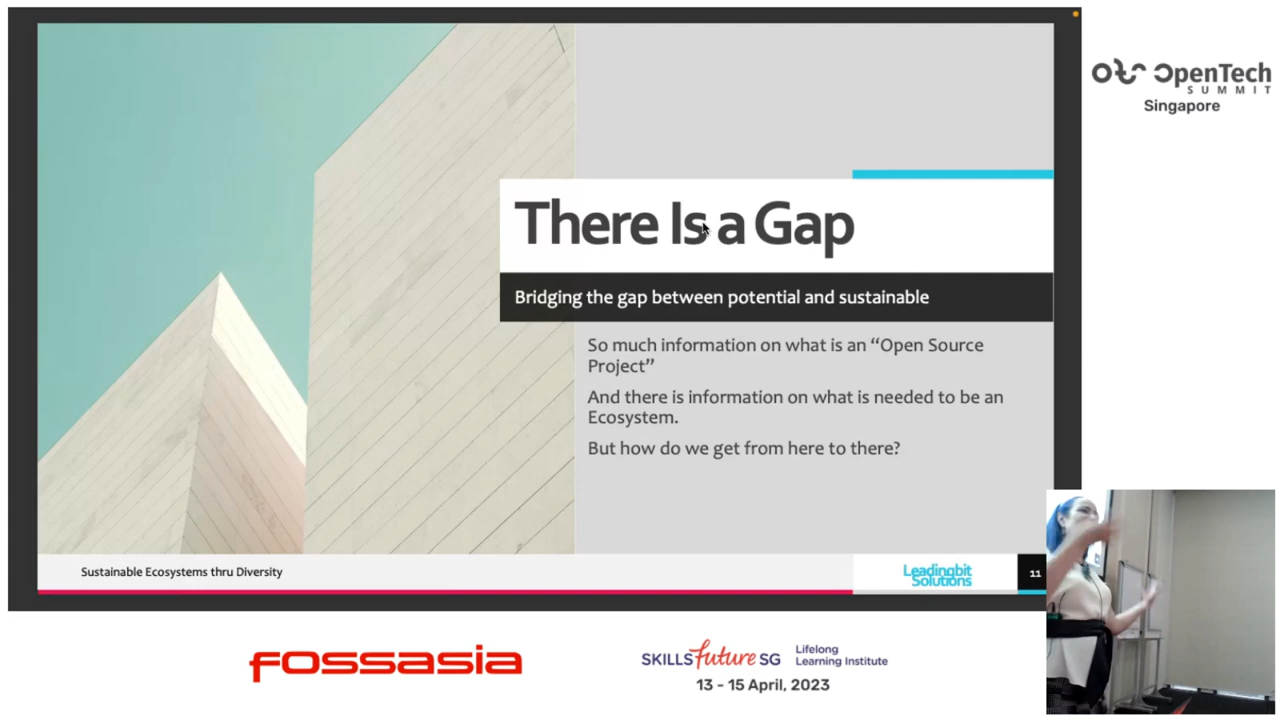 OpenTech
SUMMIT
Singapore
There Is a Gap
Bridging the gap between potential and sustainable
So much information on what is an “Open Source
Project”
And there is information on what is needed to be an
Ecosystem.
But how do we get from here to there?
Sustainable Ecosystems thru Diversity
Leadingbit
Solutions
11
fossasia
SKILLSfuture SG
Lifelong
Learning Institute
13 - 15 April, 2023